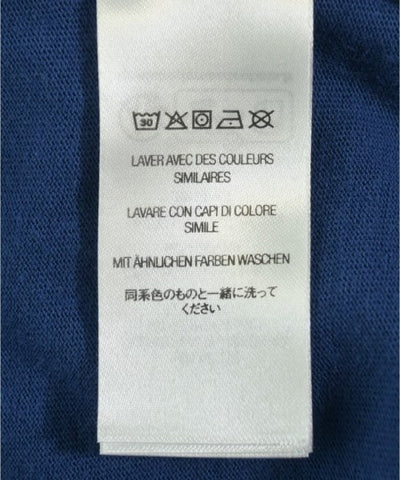 30
LAVER AVEC DES COULEURS
SIMILAIRES
LAVARE CON CAPI DI COLORE
SIMILE
MIT ÄHNLICHEN FARBEN WASCHEN
同系色のものと一緒に洗って
ください